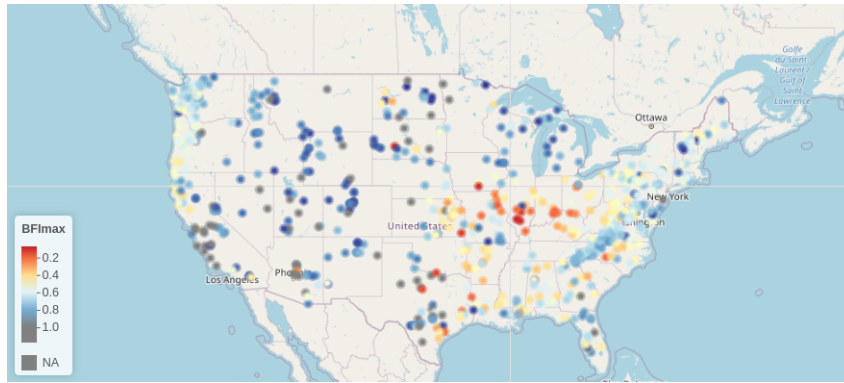 Golfe
du Saint
Laurent /
Gulf of
Saint
Lawrence
Ottawa
New York
United States
Los Angeles
BFImax
0.2
0.4
0.6
0.8
1.0
NA